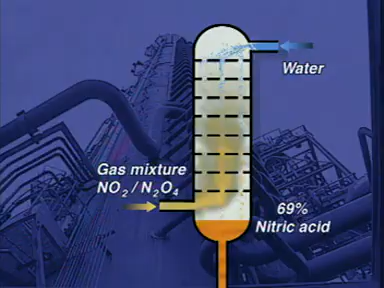 Water
Gas mixture
NO₂ / N₂O₄
69%
Nitric acid